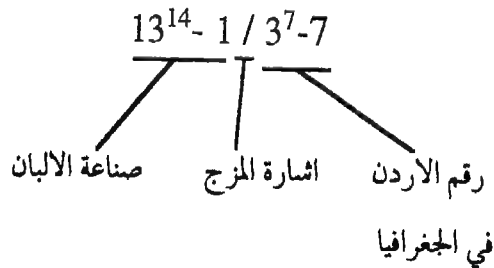 13¹⁴- 1 / 3⁷-7
رقم الاردن اشارة المزج صناعة الالبان
في الجغرافيا